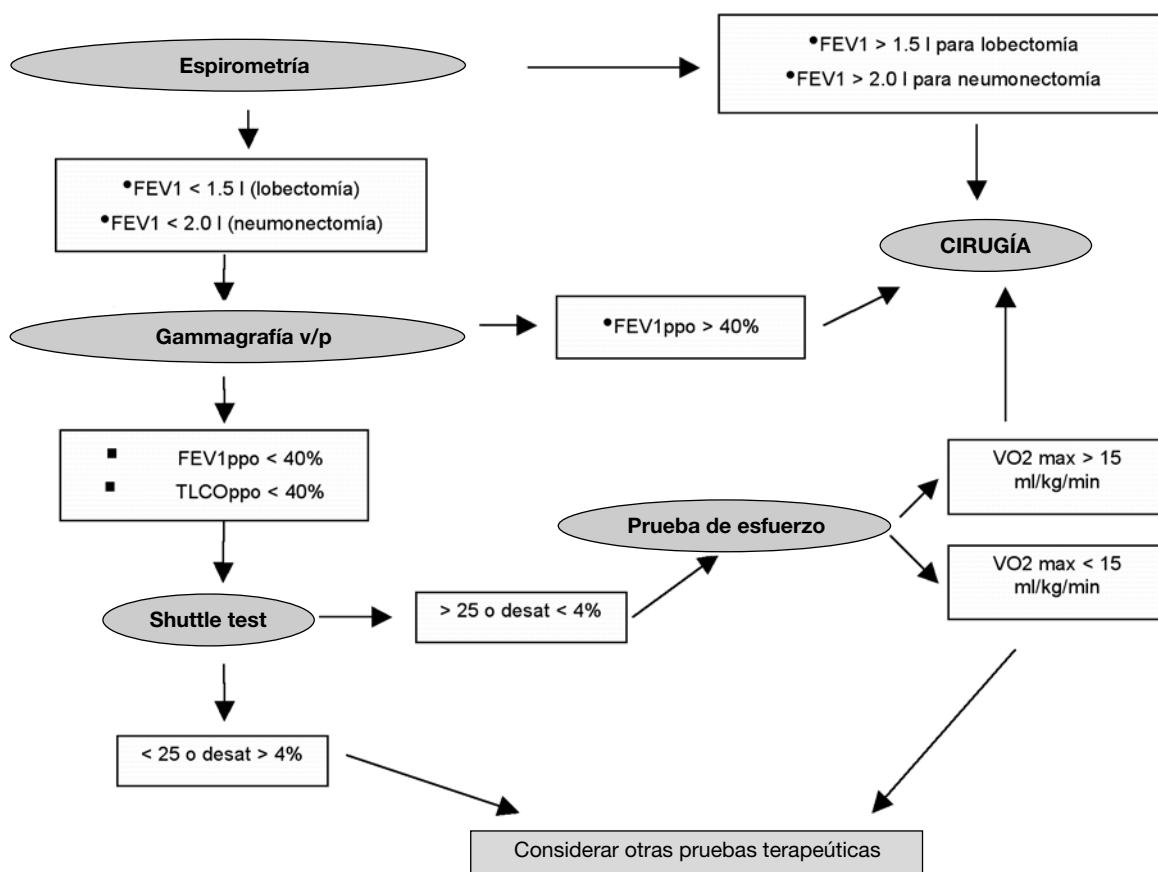 Espirometría
•FEV1 > 1.5 l para lobectomía
•FEV1 > 2.0 l para neumonectomía
•FEV1 < 1.5 l (lobectomía)
•FEV1 < 2.0 l (neumonectomía)
CIRUGÍA
Gammagrafía v/p
•FEV1ppo > 40%
▪ FEV1ppo < 40%
▪ TLCOppo < 40%
VO2 max > 15
ml/kg/min
Prueba de esfuerzo
VO2 max < 15
ml/kg/min
Shuttle test
> 25 o desat < 4%
< 25 o desat > 4%
Considerar otras pruebas terapeúticas